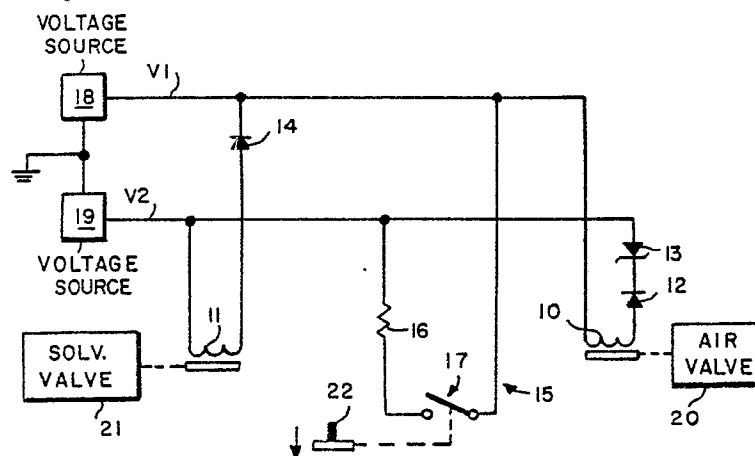 VOLTAGE
SOURCE
18
V1
14
19
V2
VOLTAGE
SOURCE
13
12
11
10
16
17
15
SOLV.
VALVE
21
22
AIR
VALVE
20